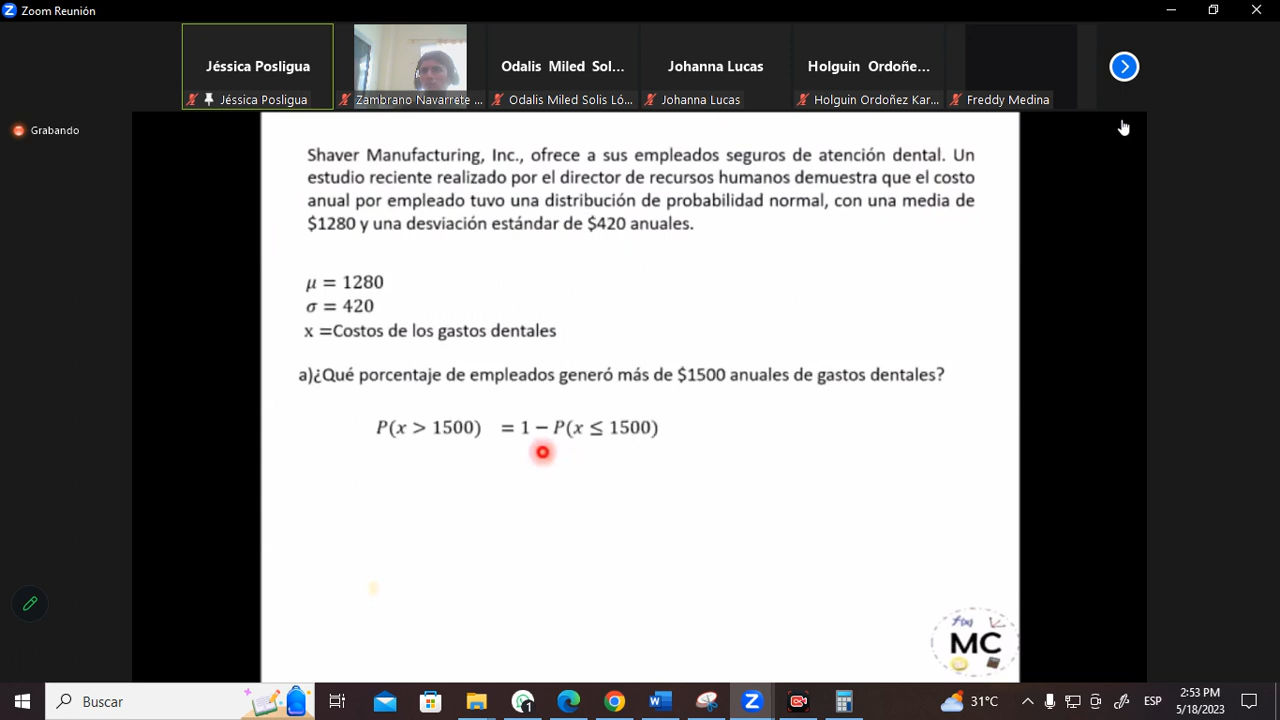 Zoom Reunión
Jéssica Posligua
Odalis Miled Sol...
Johanna Lucas
Holguin Ordoñe...
Jéssica Posligua
Zambrano Navarrete ...
Odalis Miled Solis Ló...
Johanna Lucas
Holguin Ordoñez Kar...
Freddy Medina
Grabando
Shaver Manufacturing, Inc., ofrece a sus empleados seguros de atención dental. Un
estudio reciente realizado por el director de recursos humanos demuestra que el costo
anual por empleado tuvo una distribución de probabilidad normal, con una media de
$1280 y una desviación estándar de $420 anuales.
μ = 1280
σ = 420
x =Costos de los gastos dentales
a)¿Qué porcentaje de empleados generó más de $1500 anuales de gastos dentales?
P(x > 1500) = 1 − P(x ≤ 1500)
f(x)
MC
Buscar
1
31°C
ESP
2:53 PM
5/18/2023